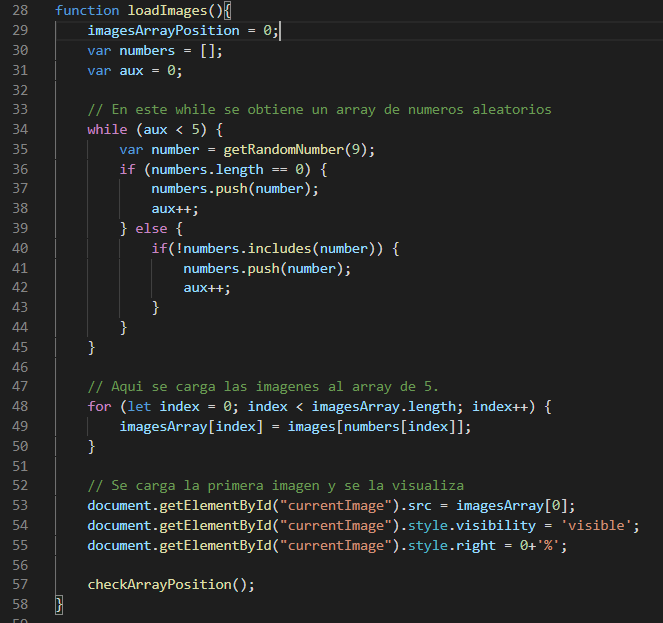 28 function loadImages(){
29 imagesArrayPosition = 0;
30 var numbers = [];
31 var aux = 0;
32
33 // En este while se obtiene un array de numeros aleatorios
34 while (aux < 5) {
35 var number = getRandomNumber(9);
36 if (numbers.length == 0) {
37 numbers.push(number);
38 aux++;
39 } else {
40 if(!numbers.includes(number)) {
41 numbers.push(number);
42 aux++;
43 }
44 }
45 }
46
47 // Aqui se carga las imagenes al array de 5.
48 for (let index = 0; index < imagesArray.length; index++) {
49 imagesArray[index] = images[numbers[index]];
50 }
51
52 // Se carga la primera imagen y se la visualiza
53 document.getElementById("currentImage").src = imagesArray[0];
54 document.getElementById("currentImage").style.visibility = 'visible';
55 document.getElementById("currentImage").style.right = 0+'%';
56
57 checkArrayPosition();
58 }